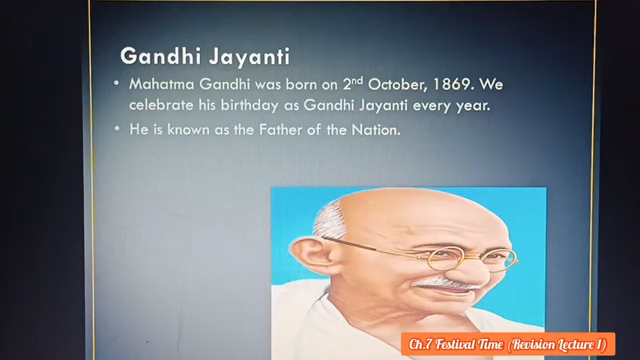 Gandhi Jayanti
• Mahatma Gandhi was born on 2nd October, 1869. We
celebrate his birthday as Gandhi Jayanti every year.
• He is known as the Father of the Nation.
Ch.7 Festival Time (Revision Lecture 1)